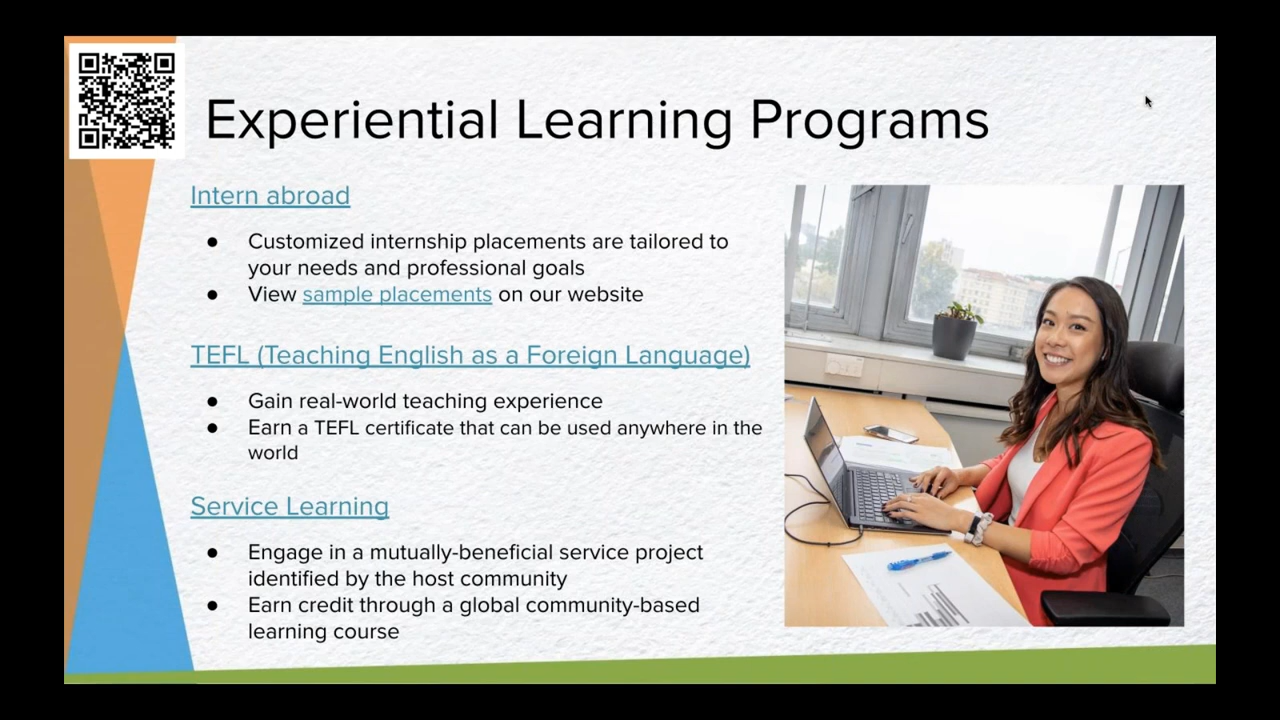 Experiential Learning Programs
Intern abroad
● Customized internship placements are tailored to
your needs and professional goals
● View sample placements on our website
TEFL (Teaching English as a Foreign Language)
● Gain real-world teaching experience
● Earn a TEFL certificate that can be used anywhere in the
world
Service Learning
● Engage in a mutually-beneficial service project
identified by the host community
● Earn credit through a global community-based
learning course